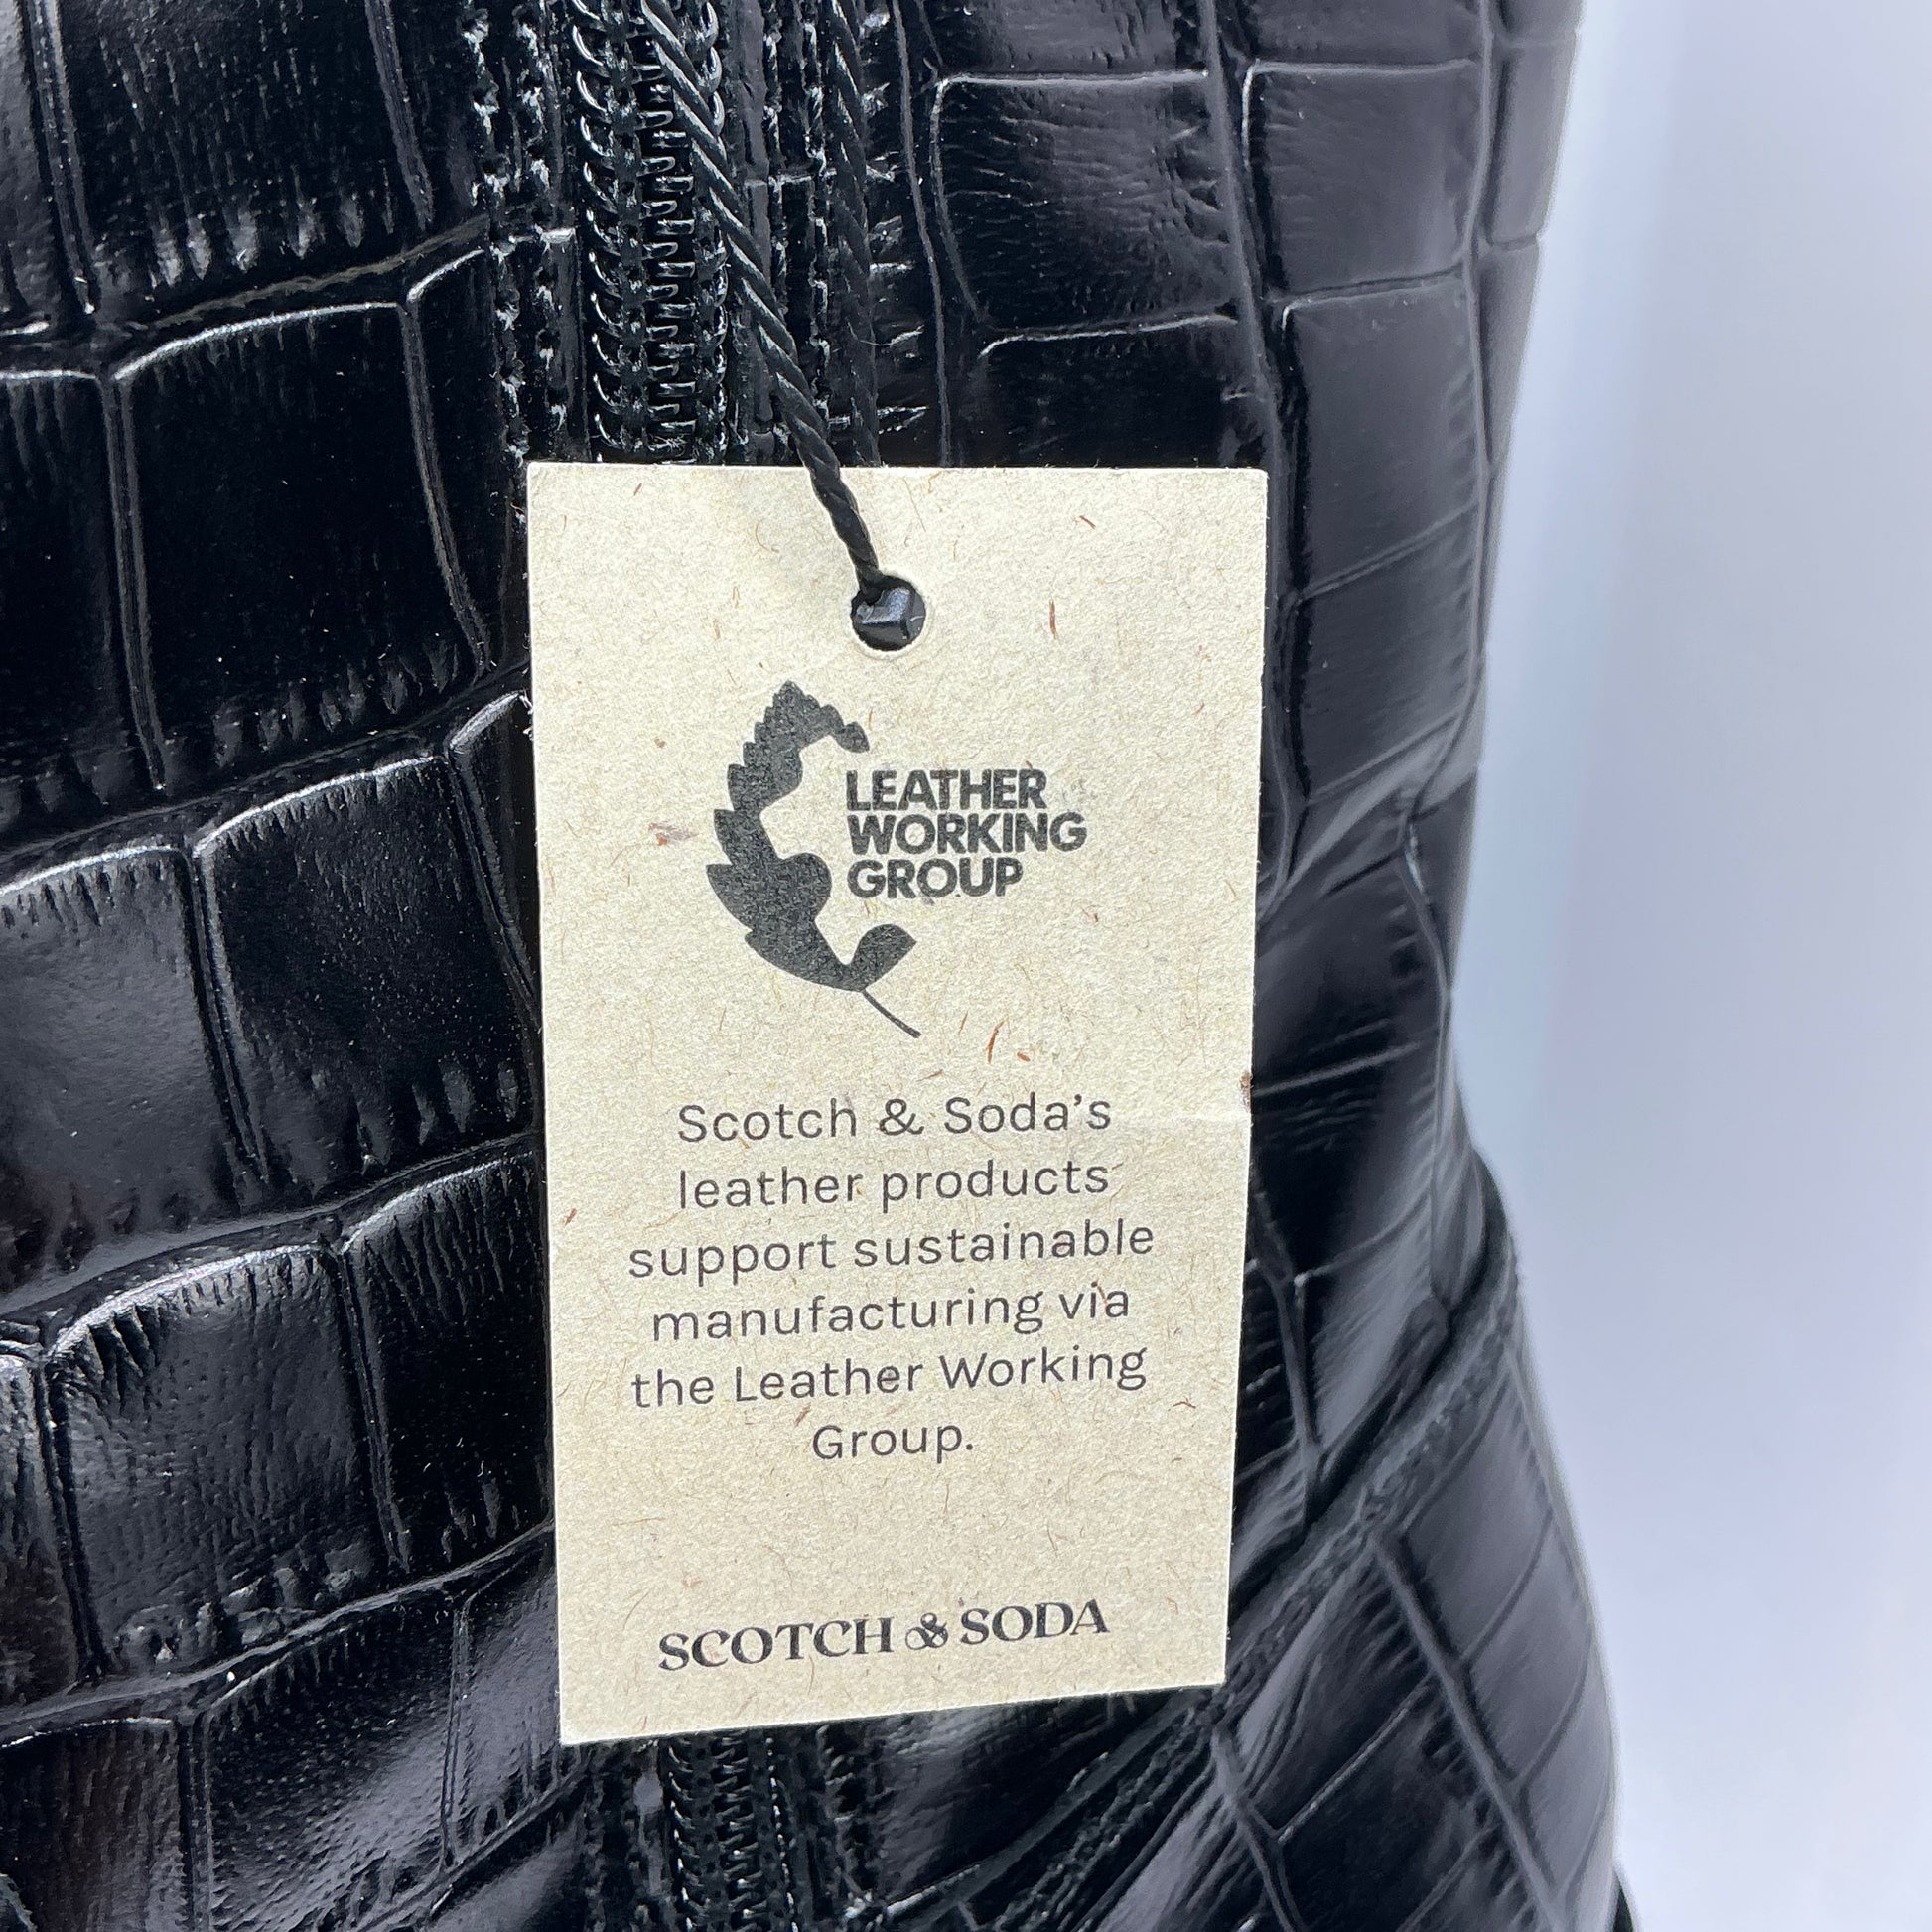 LEATHER
WORKING
GROUP
Scotch & Soda's
leather products
support sustainable
manufacturing via
the Leather Working
Group.
SCOTCH & SODA